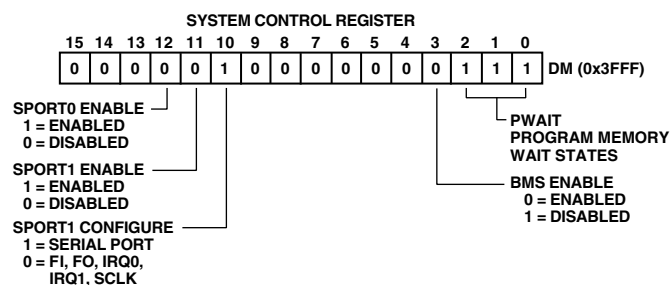 SYSTEM CONTROL REGISTER
15 14 13 12 11 10 9 8 7 6 5 4 3 2 1 0
0 0 0 0 0 1 0 0 0 0 0 0 0 1 1 1 DM (0x3FFF)
SPORT0 ENABLE
1 = ENABLED
0 = DISABLED
SPORT1 ENABLE
1 = ENABLED
0 = DISABLED
SPORT1 CONFIGURE
1 = SERIAL PORT
0 = FI, FO, IRQ0,
IRQ1, SCLK
PWAIT
PROGRAM MEMORY
WAIT STATES
BMS ENABLE
0 = ENABLED
1 = DISABLED